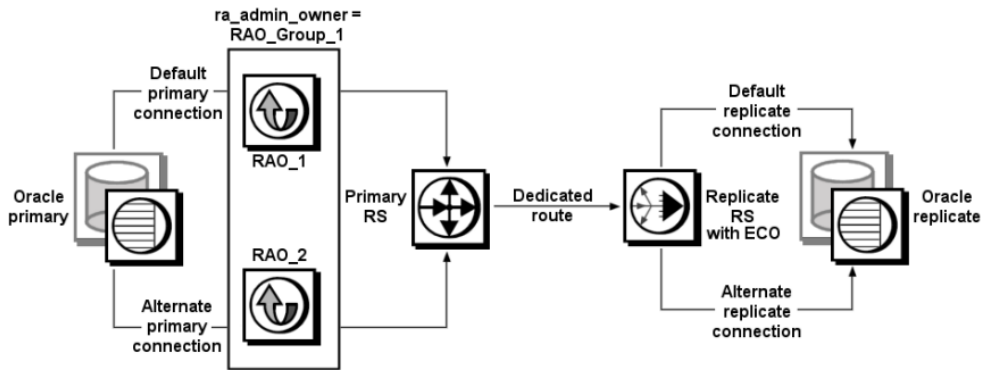 ra_admin_owner =
RAO_Group_1
Default
primary
connection
RAO_1
Oracle
primary
Primary
RS
RAO_2
Alternate
primary
connection
Dedicated
route
Replicate
RS
with ECO
Default
replicate
connection
Oracle
replicate
Alternate
replicate
connection